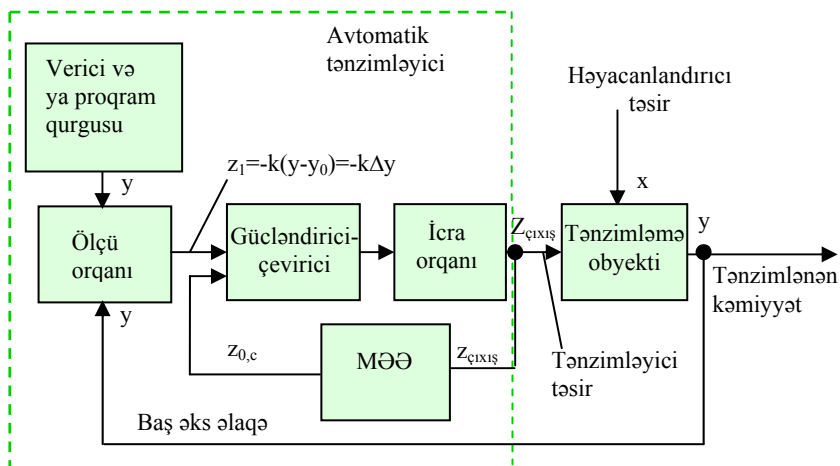 Avtomatik
tənzimləyici
Verici və
ya proqram
qurgusu
Həyacanlandırıcı
təsir
z₁=-k(y-y₀)=-kΔy
y
x
Ölçü
orqanı
Gücləndirici-
çevirici
İcra
orqanı
Zçıxış
Tənzimləmə
obyekti
y
Tənzimlənən
kəmiyyət
y
z₀,c
MƏƏ
zçıxış
Tənzimləyici
təsir
Baş əks əlaqə